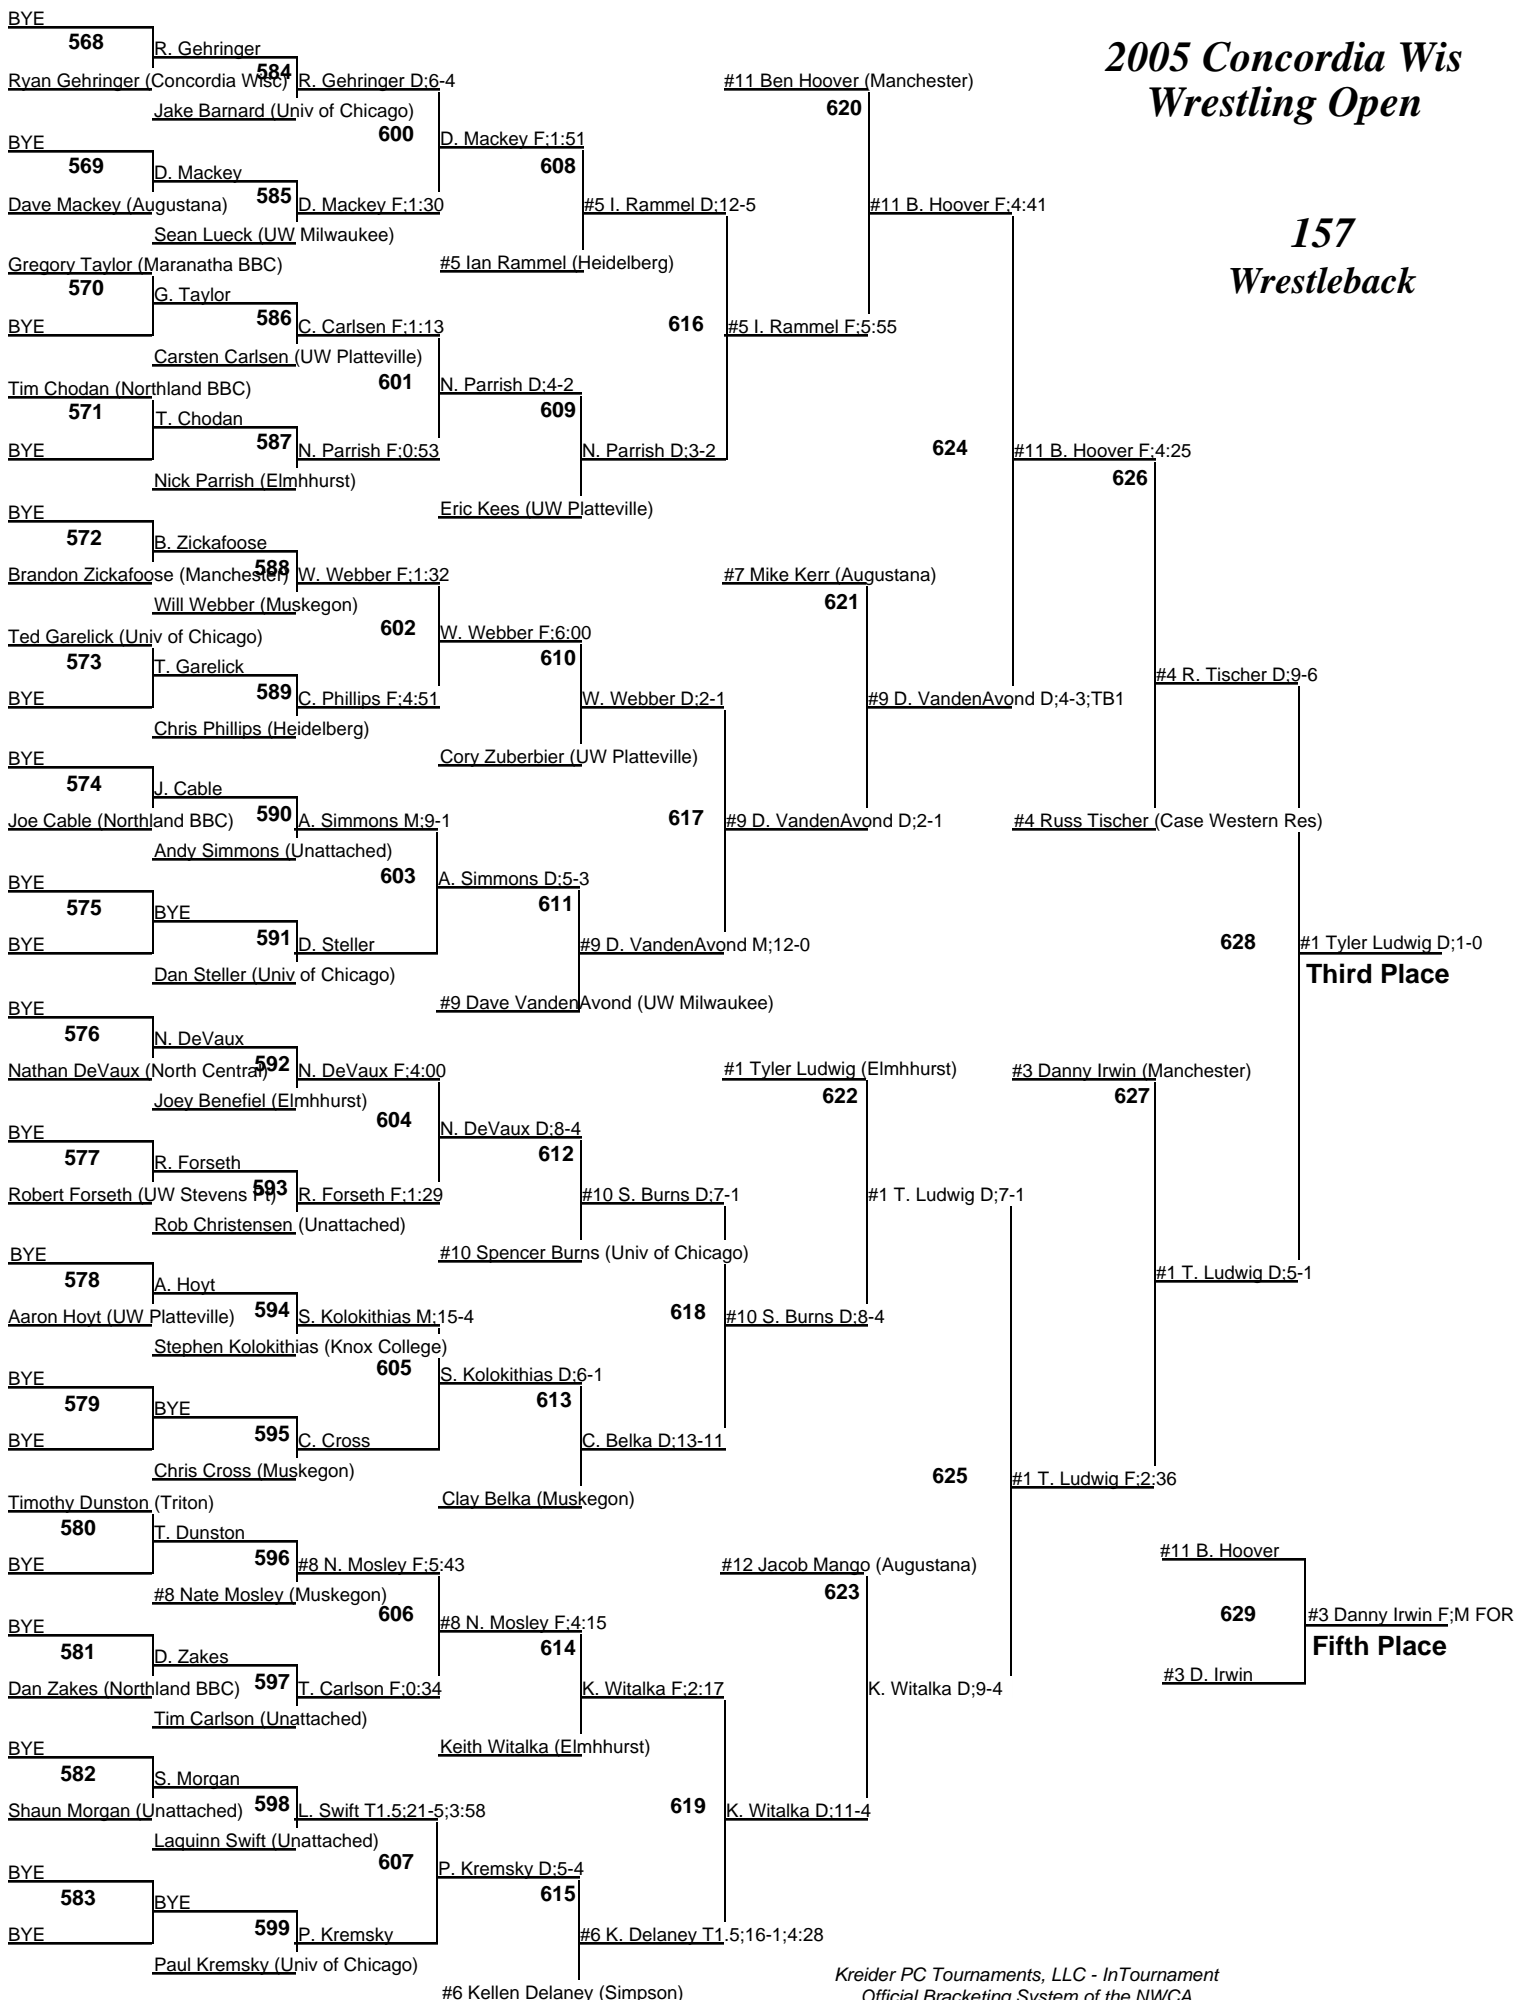 2005 Concordia Wis
Wrestling Open
157
Wrestleback
BYE
568
R. Gehringer
Ryan Gehringer (Concordia Wisc)
584
R. Gehringer D;6-4
Jake Barnard (Univ of Chicago)
600
BYE
569
D. Mackey
Dave Mackey (Augustana)
585
D. Mackey F;1:30
Sean Lueck (UW Milwaukee)
D. Mackey F;1:51
608
#5 I. Rammel D;12-5
#5 Ian Rammel (Heidelberg)
Gregory Taylor (Maranatha BBC)
570
G. Taylor
BYE
586
C. Carlsen F;1:13
Carsten Carlsen (UW Platteville)
601
Tim Chodan (Northland BBC)
571
T. Chodan
BYE
587
N. Parrish F;0:53
Nick Parrish (Elmhhurst)
N. Parrish D;4-2
609
N. Parrish D;3-2
Eric Kees (UW Platteville)
616
#5 I. Rammel F;5:55
#11 Ben Hoover (Manchester)
620
#11 B. Hoover F;4:41
BYE
572
B. Zickafoose
Brandon Zickafoose (Manchester)
588
W. Webber F;1:32
Will Webber (Muskegon)
602
Ted Garelick (Univ of Chicago)
573
T. Garelick
BYE
589
C. Phillips F;4:51
Chris Phillips (Heidelberg)
W. Webber F;6:00
610
W. Webber D;2-1
Cory Zuberbier (UW Platteville)
BYE
574
J. Cable
Joe Cable (Northland BBC)
590
A. Simmons M;9-1
Andy Simmons (Unattached)
603
BYE
575
BYE
BYE
591
D. Steller
Dan Steller (Univ of Chicago)
A. Simmons D;5-3
611
#9 D. VandenAvond M;12-0
#9 Dave VandenAvond (UW Milwaukee)
617
#9 D. VandenAvond D;2-1
#7 Mike Kerr (Augustana)
621
#9 D. VandenAvond D;4-3;TB1
624
#11 B. Hoover F;4:25
626
#4 R. Tischer D;9-6
#4 Russ Tischer (Case Western Res)
628
#1 Tyler Ludwig D;1-0
Third Place
BYE
576
N. DeVaux
Nathan DeVaux (North Central)
592
N. DeVaux F;4:00
Joey Benefiel (Elmhhurst)
604
BYE
577
R. Forseth
Robert Forseth (UW Stevens Pt)
593
R. Forseth F;1:29
Rob Christensen (Unattached)
N. DeVaux D;8-4
612
#10 S. Burns D;7-1
#10 Spencer Burns (Univ of Chicago)
BYE
578
A. Hoyt
Aaron Hoyt (UW Platteville)
594
S. Kolokithias M;15-4
Stephen Kolokithias (Knox College)
605
BYE
579
BYE
BYE
595
C. Cross
Chris Cross (Muskegon)
S. Kolokithias D;6-1
613
C. Belka D;13-11
Clay Belka (Muskegon)
618
#10 S. Burns D;8-4
#1 Tyler Ludwig (Elmhhurst)
622
#1 T. Ludwig D;7-1
#3 Danny Irwin (Manchester)
627
#1 T. Ludwig D;5-1
625
#1 T. Ludwig F;2:36
Timothy Dunston (Triton)
580
T. Dunston
BYE
596
#8 N. Mosley F;5:43
#8 Nate Mosley (Muskegon)
606
BYE
581
D. Zakes
Dan Zakes (Northland BBC)
597
T. Carlson F;0:34
Tim Carlson (Unattached)
#8 N. Mosley F;4:15
614
K. Witalka F;2:17
Keith Witalka (Elmhhurst)
BYE
582
S. Morgan
Shaun Morgan (Unattached)
598
L. Swift T1.5;21-5;3:58
Laquinn Swift (Unattached)
607
BYE
583
BYE
BYE
599
P. Kremsky
Paul Kremsky (Univ of Chicago)
P. Kremsky D;5-4
615
#6 K. Delaney T1.5;16-1;4:28
#6 Kellen Delaney (Simpson)
619
K. Witalka D;11-4
#12 Jacob Mango (Augustana)
623
K. Witalka D;9-4
#11 B. Hoover
629
#3 Danny Irwin F;M FOR
Fifth Place
#3 D. Irwin
Kreider PC Tournaments, LLC - InTournament
Official Bracketing System of the NWCA